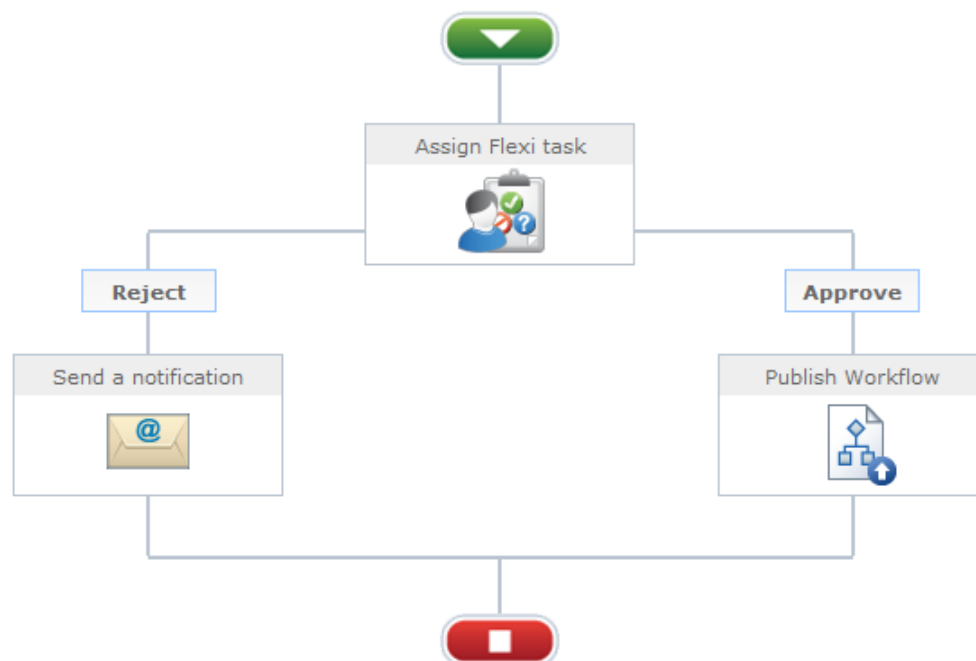 Assign Flexi task
Reject
Approve
Send a notification
@
Publish Workflow
?